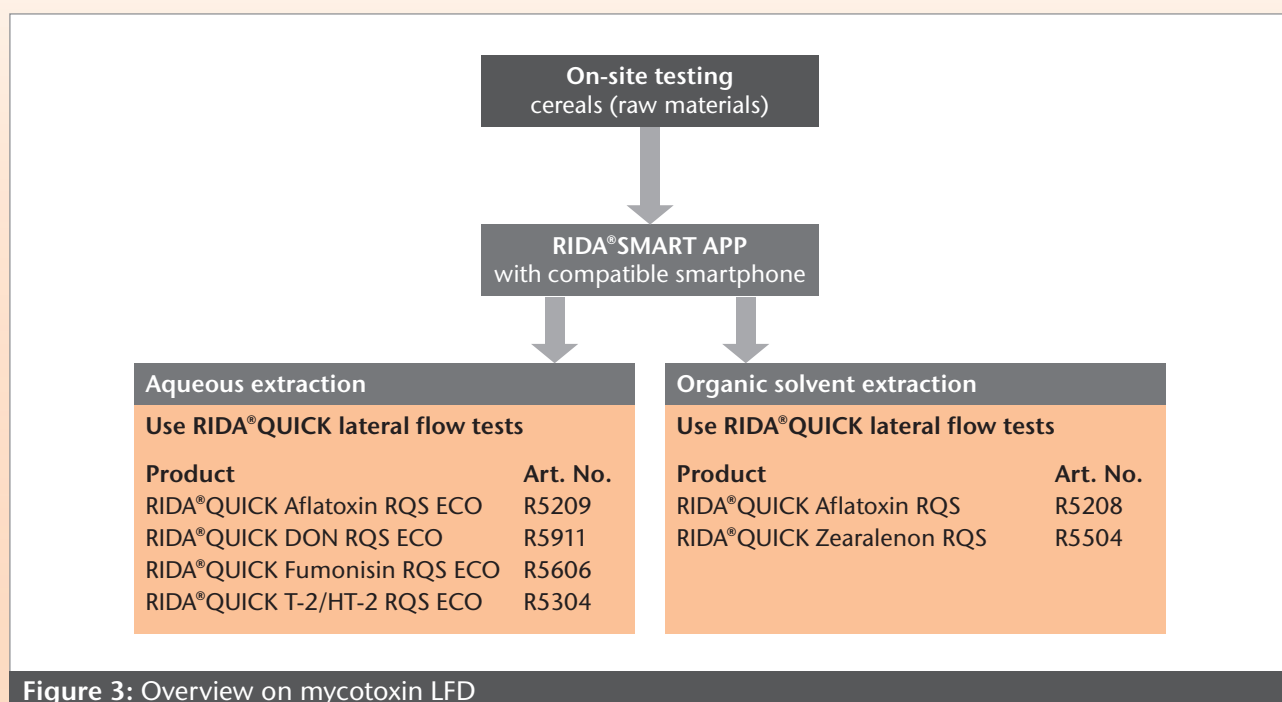 On-site testing
cereals (raw materials)
RIDA®SMART APP
with compatible smartphone
Aqueous extraction
Use RIDA®QUICK lateral flow tests
Product Art. No.
RIDA®QUICK Aflatoxin RQS ECO R5209
RIDA®QUICK DON RQS ECO R5911
RIDA®QUICK Fumonisin RQS ECO R5606
RIDA®QUICK T-2/HT-2 RQS ECO R5304
Organic solvent extraction
Use RIDA®QUICK lateral flow tests
Product Art. No.
RIDA®QUICK Aflatoxin RQS R5208
RIDA®QUICK Zearalenon RQS R5504
Figure 3: Overview on mycotoxin LFD